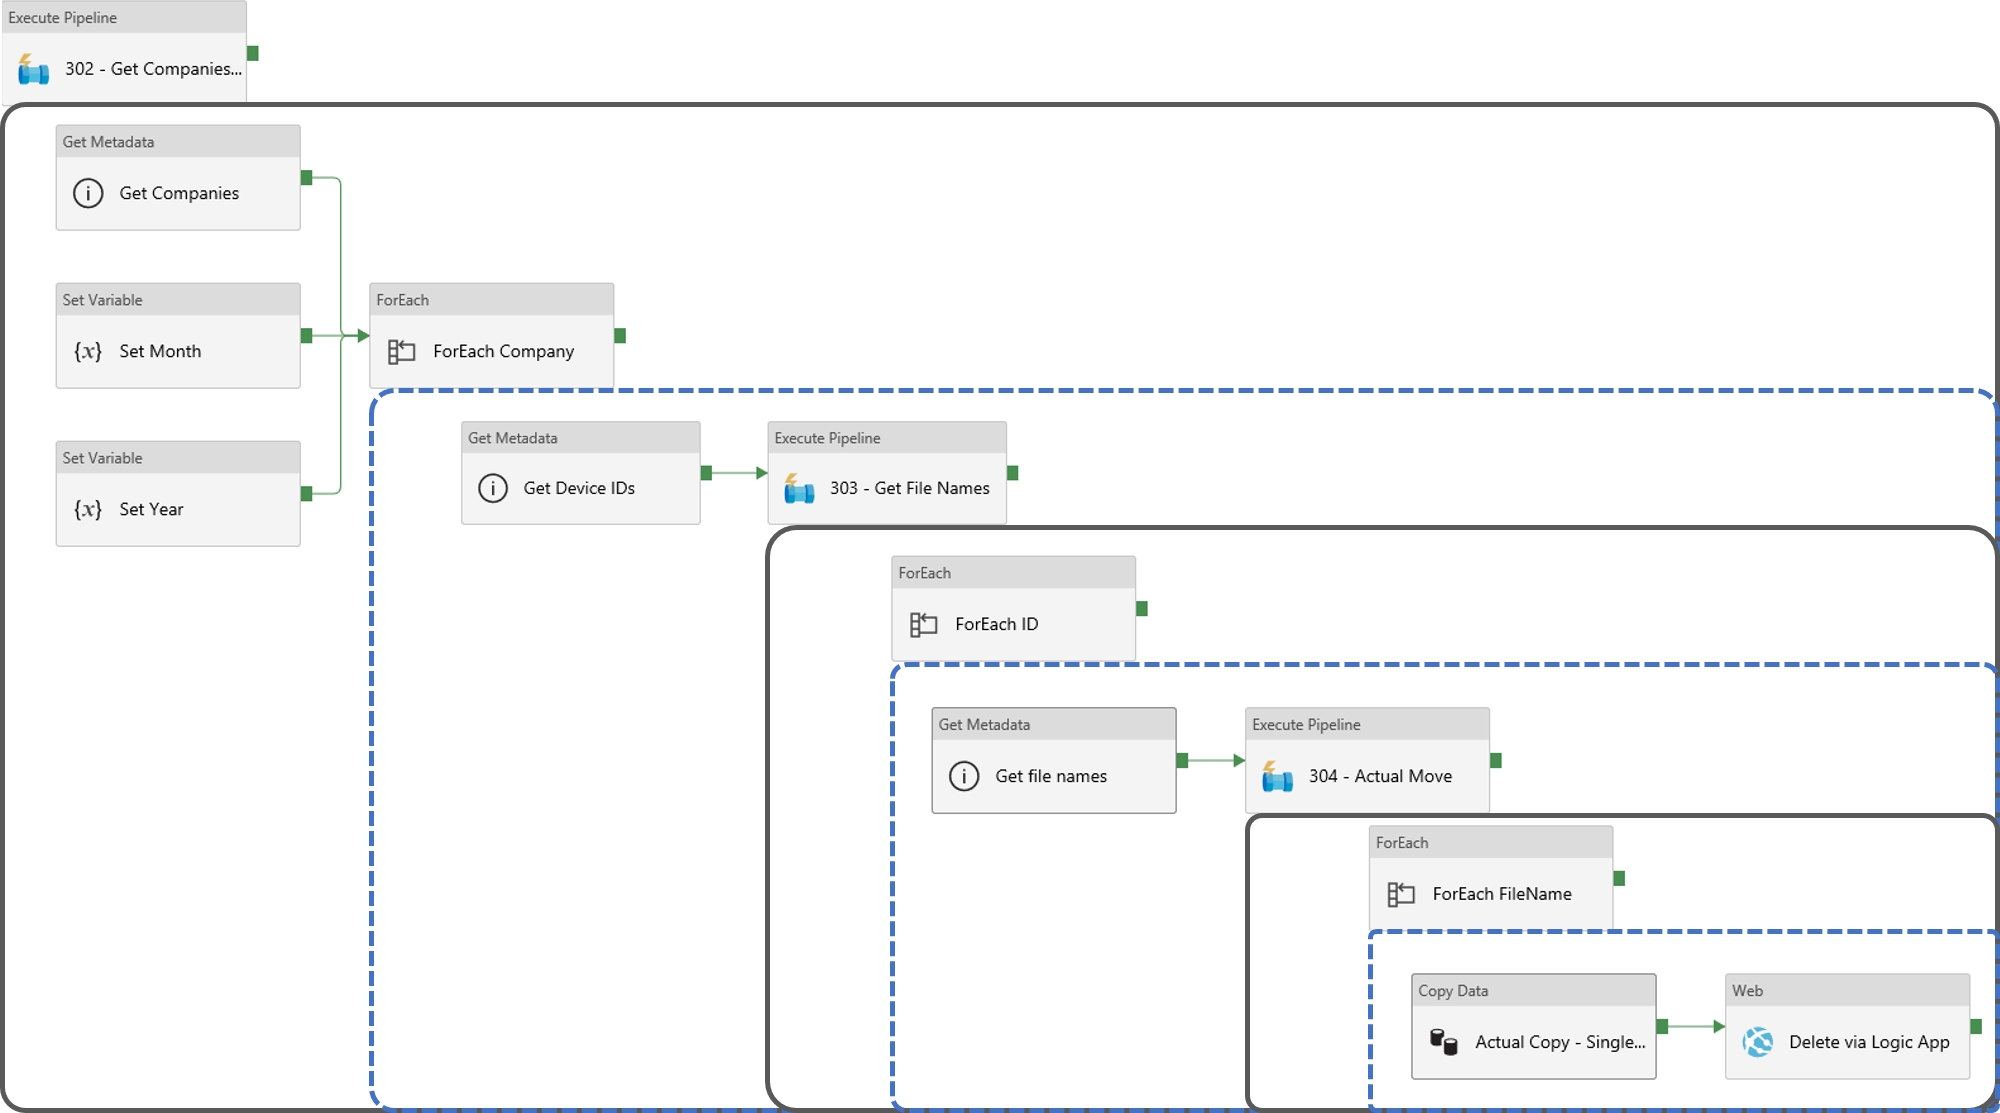 Execute Pipeline
302 - Get Companies...
Get Metadata
Get Companies
Set Variable
{x} Set Month
ForEach
ForEach Company
Set Variable
{x} Set Year
Get Metadata
Get Device IDs
Execute Pipeline
303 - Get File Names
ForEach
ForEach ID
Get Metadata
Get file names
Execute Pipeline
304 - Actual Move
ForEach
ForEach FileName
Copy Data
Actual Copy - Single...
Web
Delete via Logic App